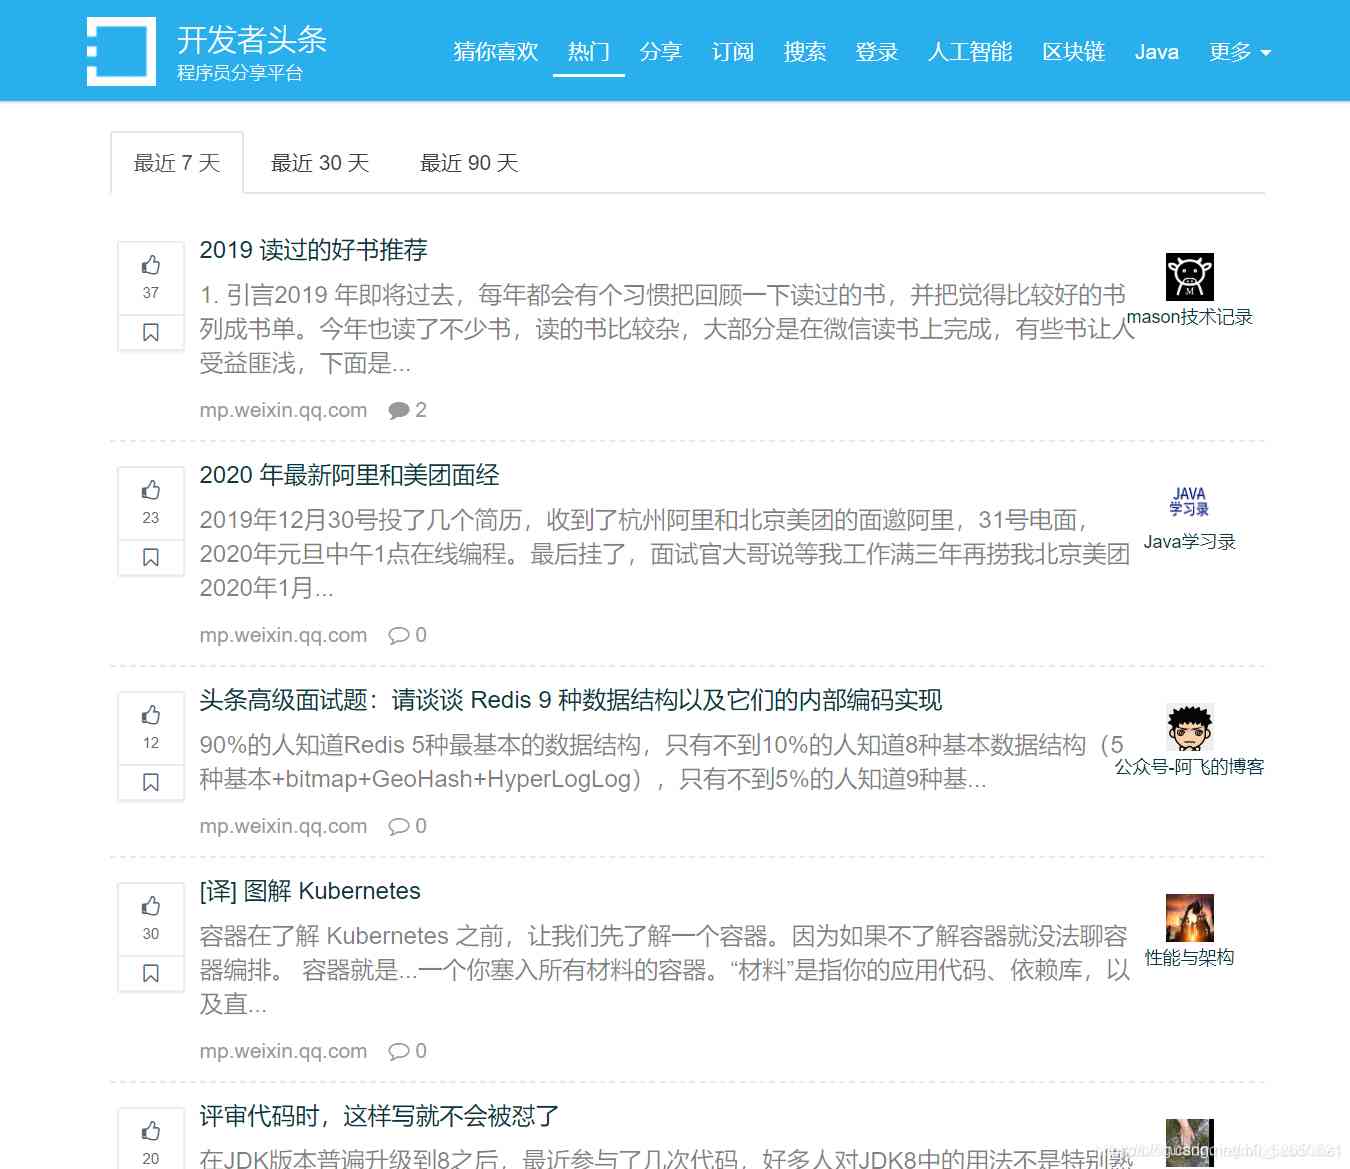 开发者头条
程序员分享平台
猜你喜欢 热门 分享 订阅 搜索 登录 人工智能 区块链 Java 更多
最近 7 天 最近 30 天 最近 90 天
2019 读过的好书推荐
37
1. 引言2019 年即将过去，每年都会有个习惯把回顾一下读过的书，并把觉得比较好的书
列成书单。今年也读了不少书，读的书比较杂，大部分是在微信读书上完成，有些书让人
受益匪浅，下面是...
mason技术记录
mp.weixin.qq.com 2
2020 年最新阿里和美团面经
23
2019年12月30号投了几个简历，收到了杭州阿里和北京美团的面邀阿里，31号电面，
2020年元旦中午1点在线编程。最后挂了，面试官大哥说等我工作满三年再捞我北京美团
2020年1月...
JAVA
学习录
Java学习录
mp.weixin.qq.com 0
头条高级面试题：请谈谈 Redis 9 种数据结构以及它们的内部编码实现
12
90%的人知道Redis 5种最基本的数据结构，只有不到10%的人知道8种基本数据结构（5
种基本+bitmap+GeoHash+HyperLogLog），只有不到5%的人知道9种基...
公众号-阿飞的博客
mp.weixin.qq.com 0
[译] 图解 Kubernetes
30
容器在了解 Kubernetes 之前，让我们先了解一个容器。因为如果不了解容器就没法聊容
器编排。 容器就是...一个你塞入所有材料的容器。“材料”是指你的应用代码、依赖库，以
及直...
性能与架构
mp.weixin.qq.com 0
评审代码时，这样写就不会被怼了
20
在JDK版本普遍升级到8之后，最近参与了几次代码，好多人对JDK8中的用法不是特别熟